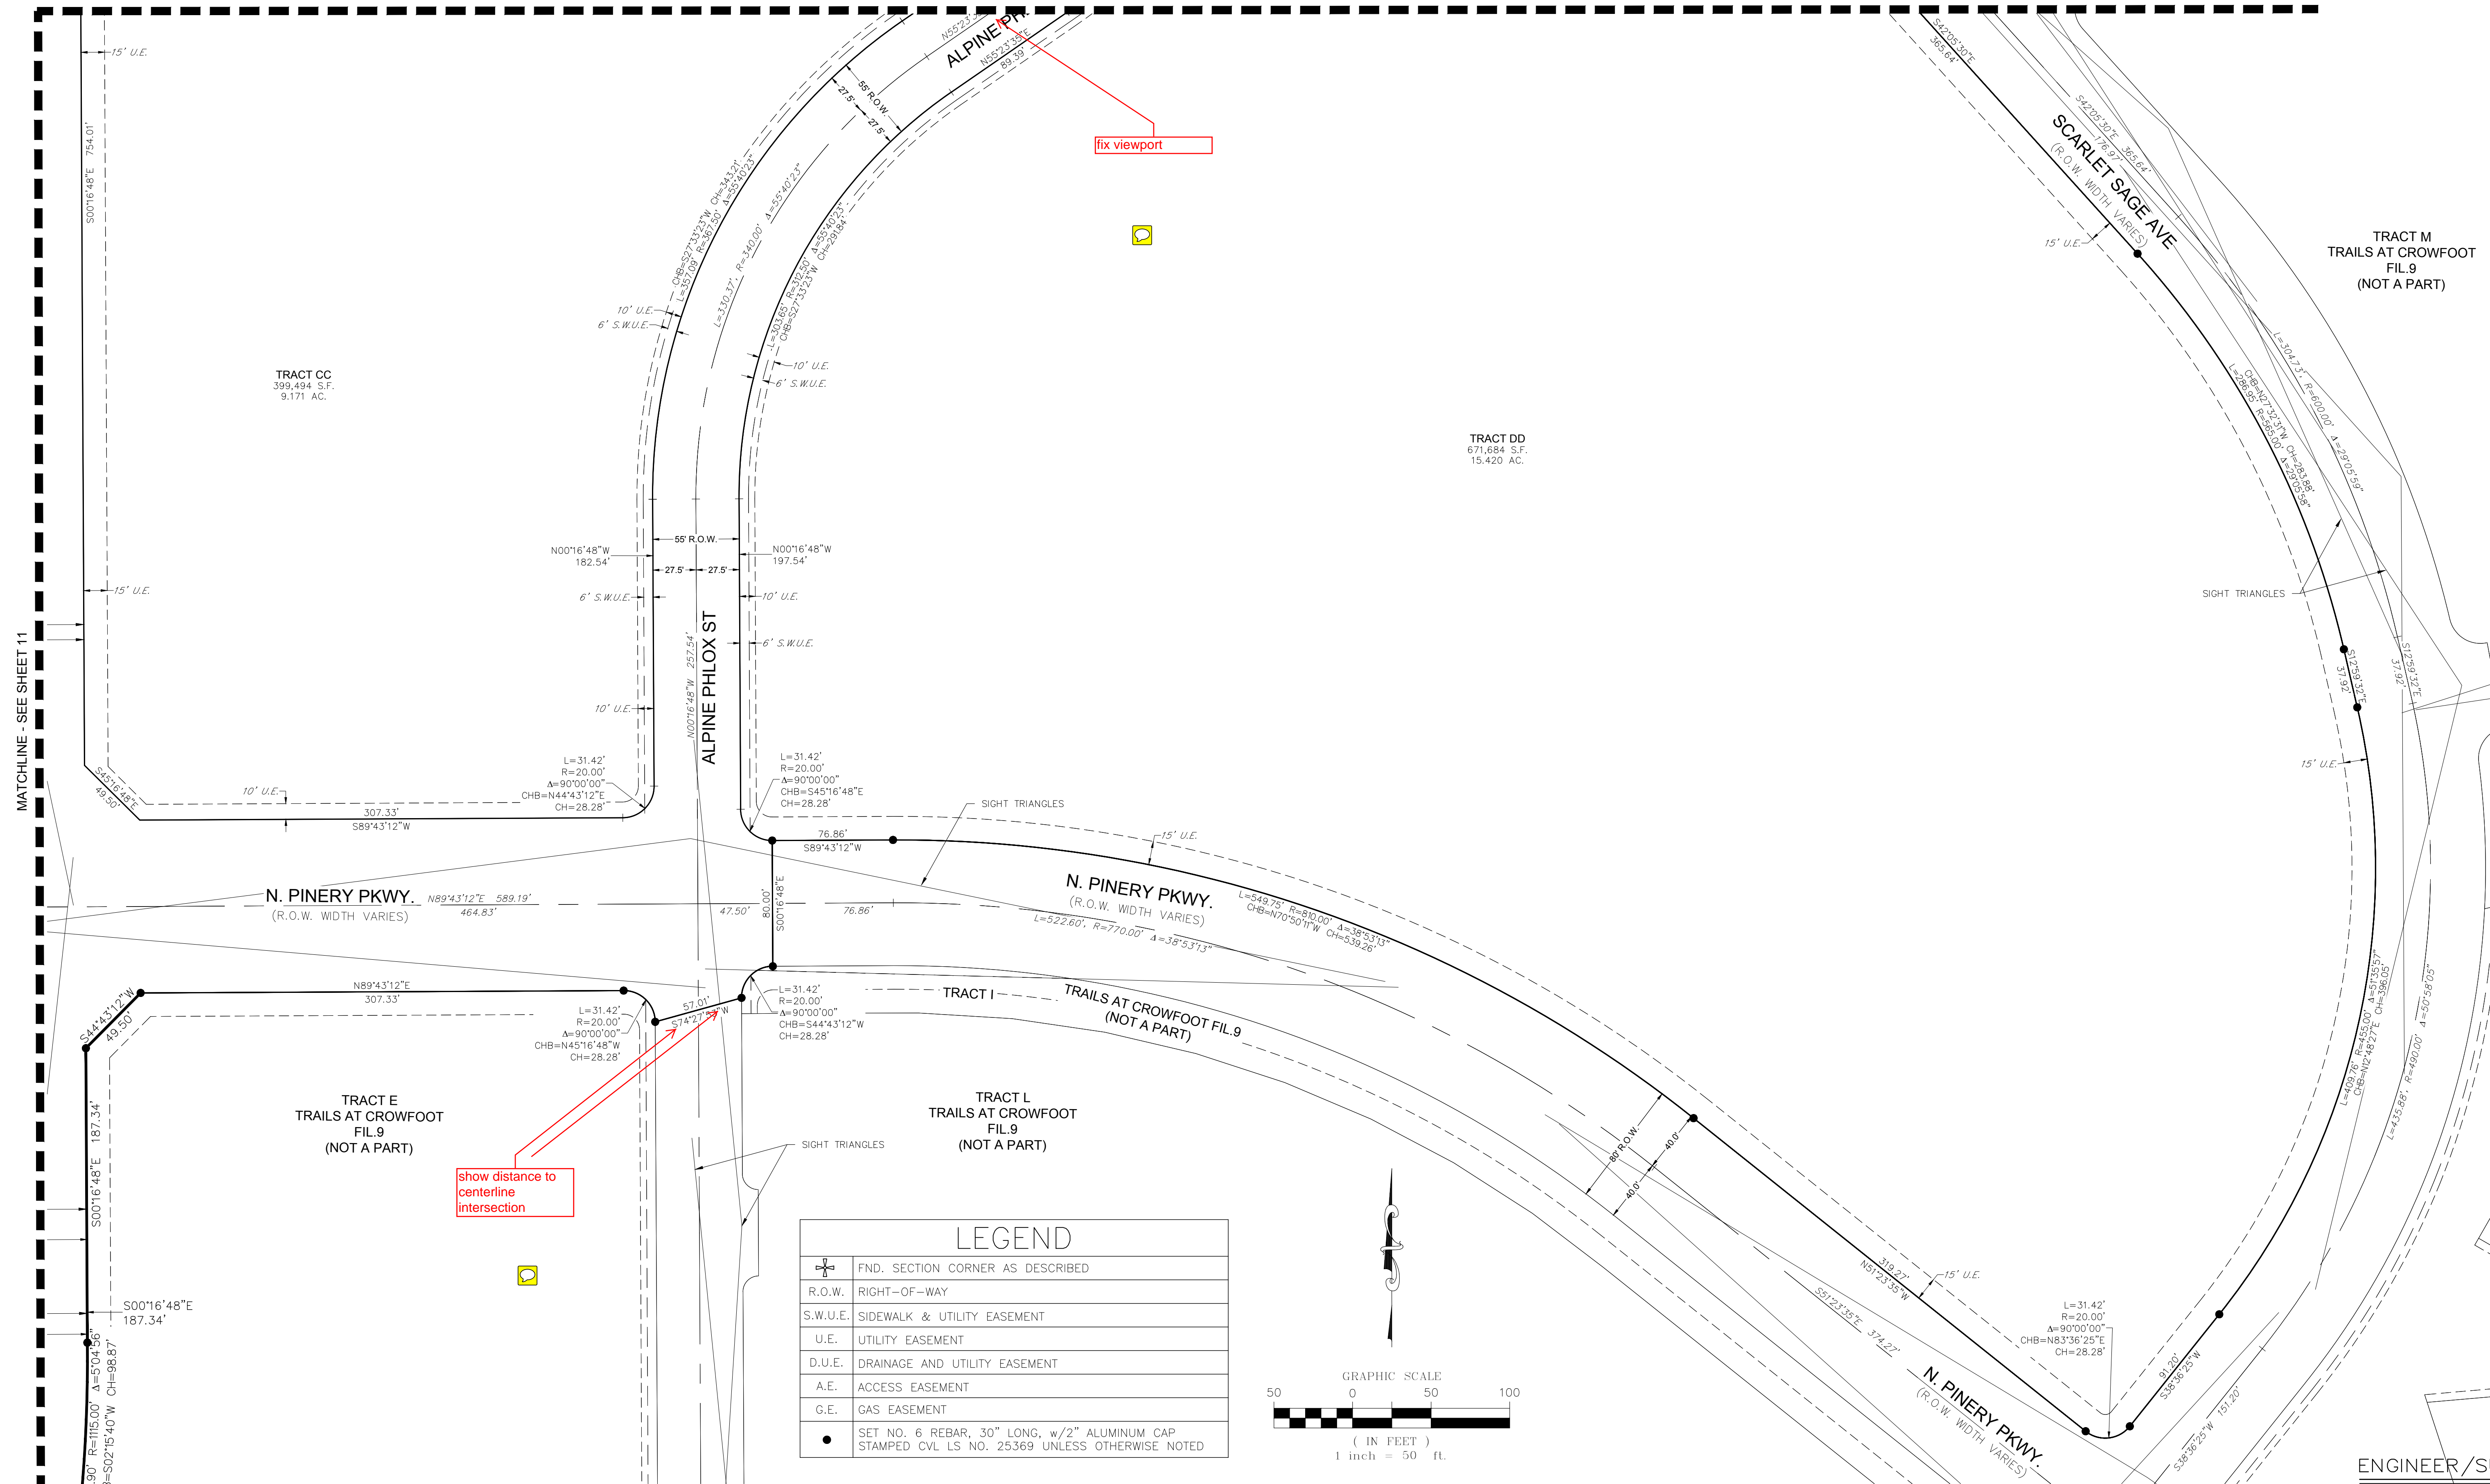 15' U.E.
S00°16'48"E 754.01'
15' U.E.
MATCHLINE - SEE SHEET 11
TRACT CC
399,494 S.F.
9.171 AC.
N55°23'3
ALPINE PH
N55°23'35"E
89.39'
55' R.O.W.
27.5'
27.5'
fix viewport
CHB=S27°33'23"W CH=343.21'
L=357.09' R=367.50' Δ=55°40'23"
L=330.37', R=340.00' Δ=55°40'23"
L=303.65' R=312.50' Δ=55°40'23"
CHB=S27°33'23"W CH=291.84'
10' U.E.
6' S.W.U.E.
10' U.E.
6' S.W.U.E.
S42°05'30"E
365.64'
S42°05'30"E 365.64'
176.97'
SCARLET SAGE AVE
(R.O.W. WIDTH VARIES)
15' U.E.
TRACT M
TRAILS AT CROWFOOT
FIL.9
(NOT A PART)
TRACT DD
671,684 S.F.
15.420 AC.
L=304.73', R=600.00' Δ=29°05'59"
CHB=N27°32'31"W CH=283.88'
L=286.95' R=565.00' Δ=29°05'58"
SIGHT TRIANGLES
S12°59'32"E
37.92'
S12°59'32"E
37.92'
15' U.E.
55' R.O.W.
N00°16'48"W
182.54'
N00°16'48"W
197.54'
27.5'
27.5'
6' S.W.U.E.
10' U.E.
6' S.W.U.E.
10' U.E.
N00°16'48"W 257.54'
ALPINE PHLOX ST
S45°16'48"E
49.50'
10' U.E.
307.33'
S89°43'12"W
L=31.42'
R=20.00'
Δ=90°00'00"
CHB=N44°43'12"E
CH=28.28'
L=31.42'
R=20.00'
Δ=90°00'00"
CHB=S45°16'48"E
CH=28.28'
SIGHT TRIANGLES
76.86'
S89°43'12"W
15' U.E.
N. PINERY PKWY.
(R.O.W. WIDTH VARIES)
N89°43'12"E 589.19'
464.83'
47.50'
80.00'
S00°16'48"E
76.86'
N. PINERY PKWY.
(R.O.W. WIDTH VARIES)
L=549.75' R=810.00' Δ=38°53'13"
CHB=N70°50'11"W CH=539.26'
L=522.60', R=770.00' Δ=38°53'13"
S44°43'12"W
49.50'
N89°43'12"E
307.33'
L=31.42'
R=20.00'
Δ=90°00'00"
CHB=N45°16'48"W
CH=28.28'
57.01'
L=31.42'
R=20.00'
Δ=90°00'00"
CHB=S44°43'12"W
CH=28.28'
TRACT I
TRAILS AT CROWFOOT FIL.9
(NOT A PART)
L=409.76' R=455.00' Δ=51°35'57"
CHB=N12°48'27"E CH=396.05'
L=435.88', R=490.00' Δ=50°58'05"
TRACT E
TRAILS AT CROWFOOT
FIL.9
(NOT A PART)
TRACT L
TRAILS AT CROWFOOT
FIL.9
(NOT A PART)
SIGHT TRIANGLES
show distance to
centerline
intersection
S00°16'48"E 187.34'
S00°16'48"E
187.34'
.90' R=1115.00' Δ=5°04'56"
B=S02°15'40"W CH=98.87'
80' R.O.W.
40.0'
40.0'
319.27'
N51°23'35"W
15' U.E.
S51°23'35"E 374.27'
L=31.42'
R=20.00'
Δ=90°00'00"
CHB=N83°36'25"E
CH=28.28'
91.20'
S38°36'25"W
S38°36'25"W 151.20'
N. PINERY PKWY.
(R.O.W. WIDTH VARIES)
LEGEND
FND. SECTION CORNER AS DESCRIBED
R.O.W. RIGHT-OF-WAY
S.W.U.E. SIDEWALK & UTILITY EASEMENT
U.E. UTILITY EASEMENT
D.U.E. DRAINAGE AND UTILITY EASEMENT
A.E. ACCESS EASEMENT
G.E. GAS EASEMENT
SET NO. 6 REBAR, 30" LONG, w/2" ALUMINUM CAP
STAMPED CVL LS NO. 25369 UNLESS OTHERWISE NOTED
GRAPHIC SCALE
50 0 50 100
( IN FEET )
1 inch = 50 ft.
ENGINEER/S